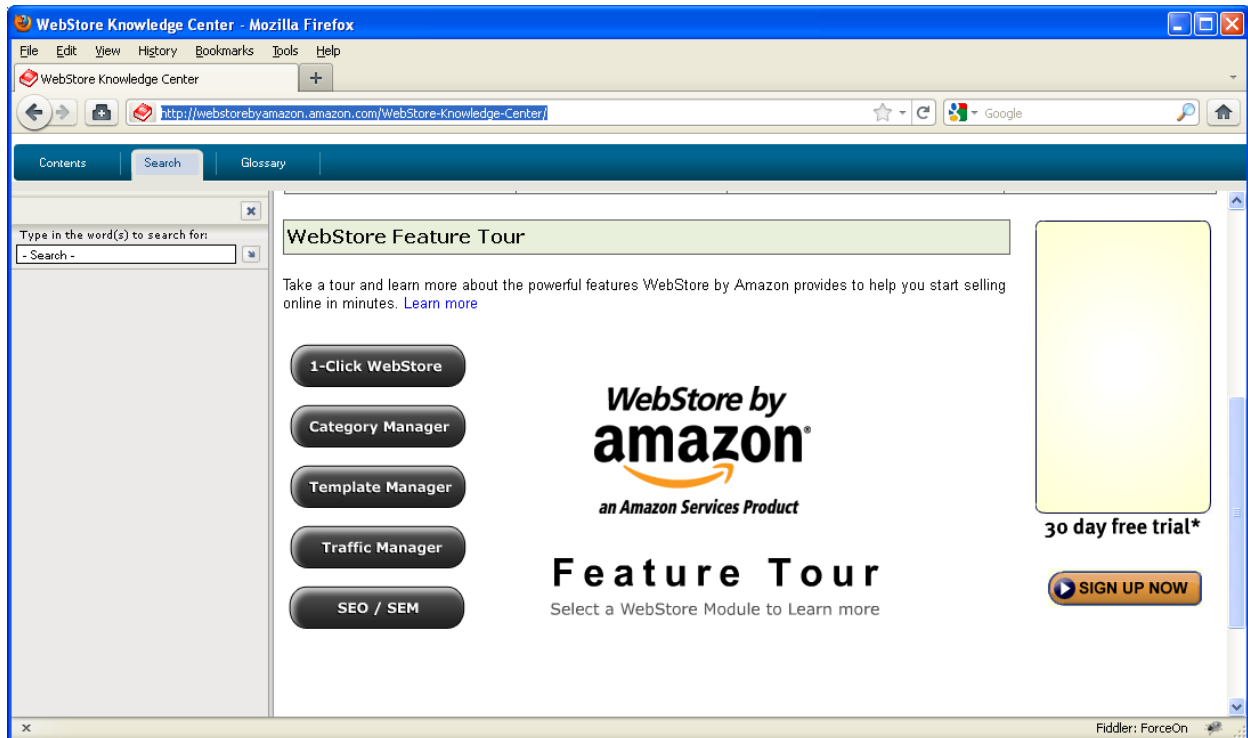 WebStore Knowledge Center - Mozilla Firefox
File Edit View History Bookmarks Tools Help
WebStore Knowledge Center +
http://webstorebyamazon.amazon.com/WebStore-Knowledge-Center/ Google
Contents Search Glossary
Type in the word(s) to search for:
- Search -
WebStore Feature Tour
Take a tour and learn more about the powerful features WebStore by Amazon provides to help you start selling
online in minutes. Learn more
1-Click WebStore
Category Manager
Template Manager
Traffic Manager
SEO / SEM
WebStore by
amazon®
an Amazon Services Product
Feature Tour
Select a WebStore Module to Learn more
30 day free trial*
SIGN UP NOW
Fiddler: ForceOn